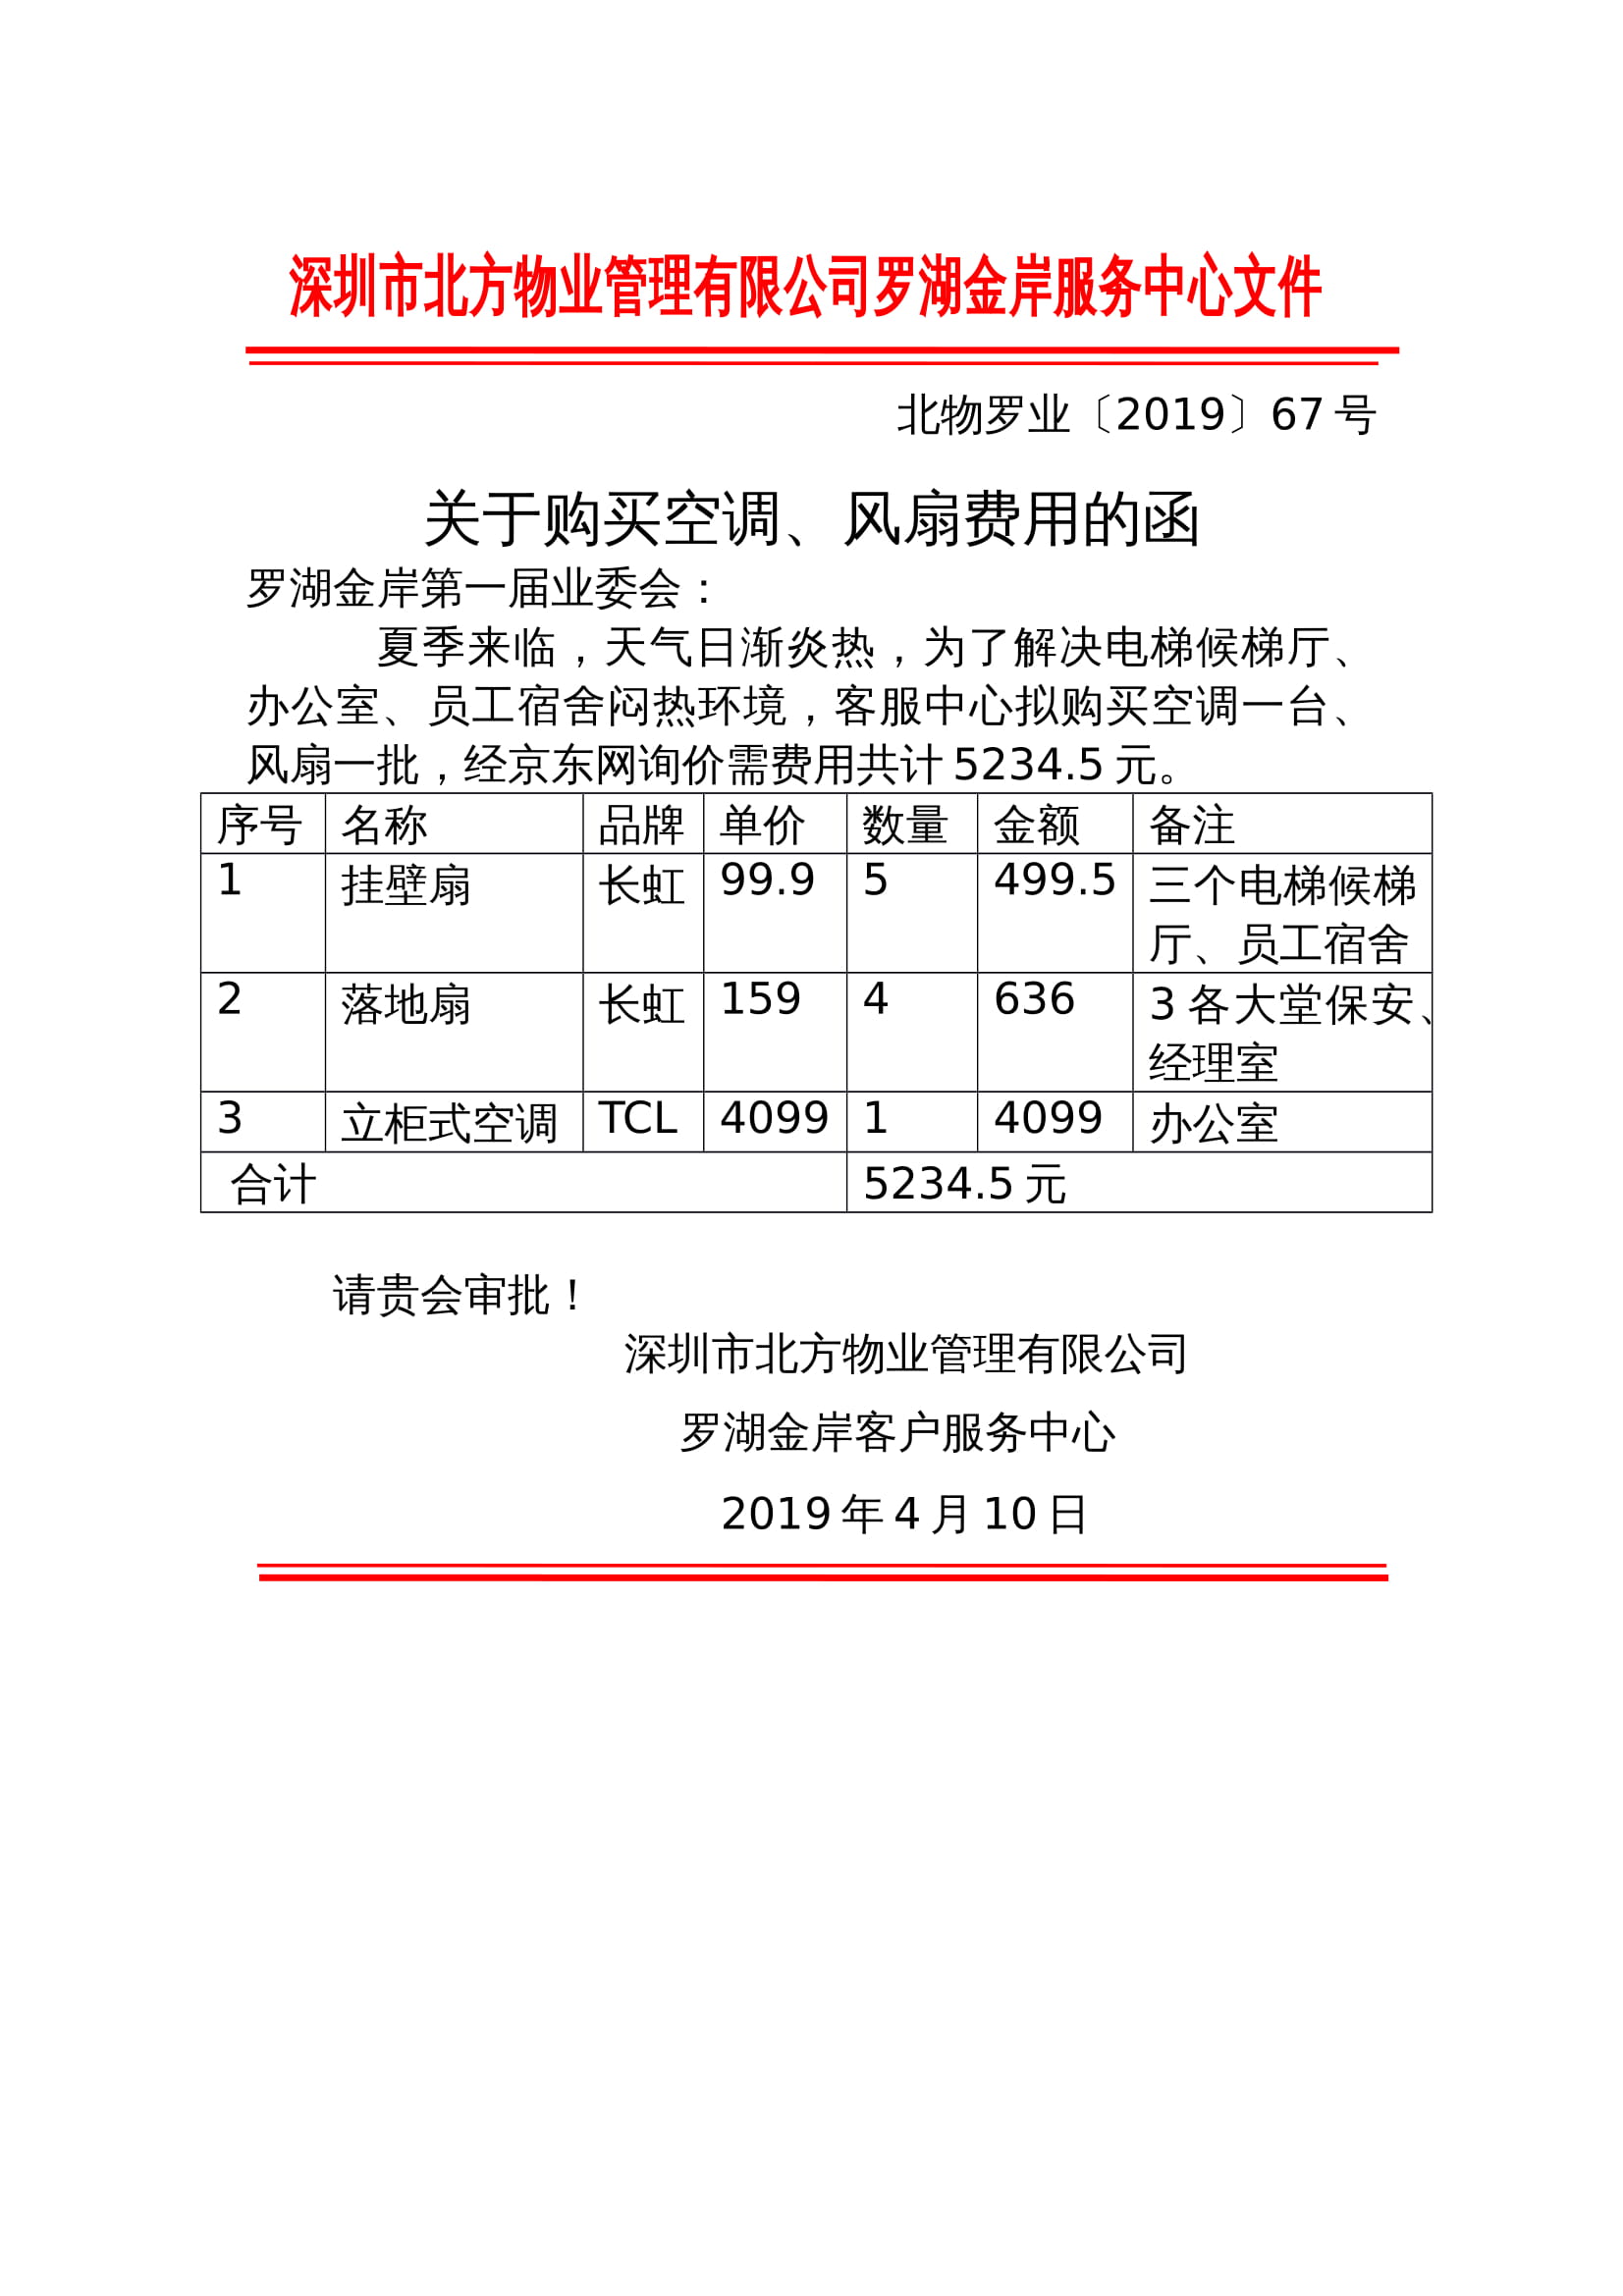 深圳市北方物业管理有限公司罗湖金岸服务中心文件
北物罗业〔2019〕67 号
关于购买空调、风扇费用的函
罗湖金岸第一届业委会：
夏季来临，天气日渐炎热，为了解决电梯候梯厅、
办公室、员工宿舍闷热环境，客服中心拟购买空调一台、
风扇一批，经京东网询价需费用共计 5234.5 元。
序号 名称 品牌 单价 数量 金额 备注
1 挂壁扇 长虹 99.9 5 499.5 三个电梯候梯
厅、员工宿舍
2 落地扇 长虹 159 4 636 3 各大堂保安、
经理室
3 立柜式空调 TCL 4099 1 4099 办公室
合计 5234.5 元
请贵会审批！
深圳市北方物业管理有限公司
罗湖金岸客户服务中心
2019 年 4 月 10 日